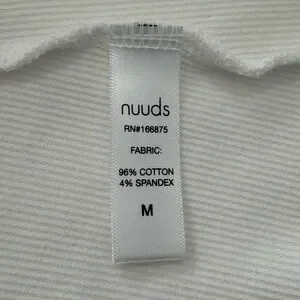 nuuds
RN#166875
FABRIC:
96% COTTON
4% SPANDEX
M